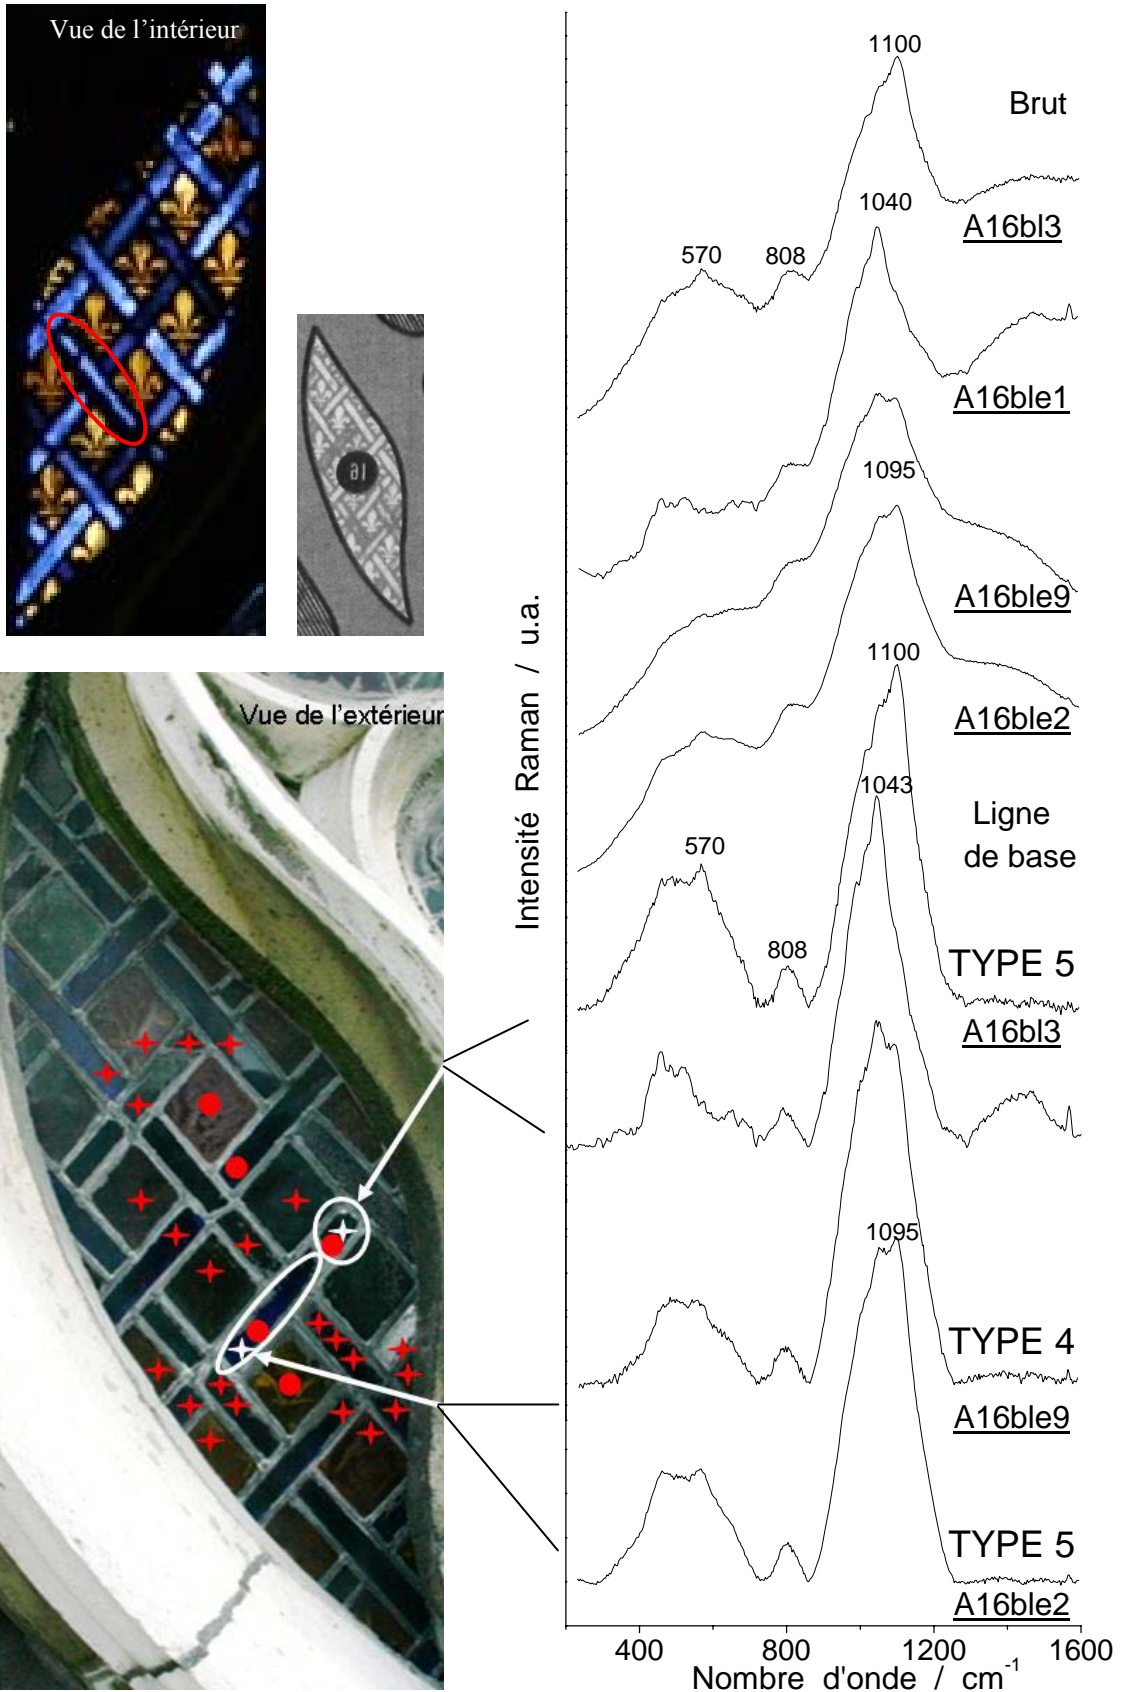 Vue de l'intérieur
16
Vue de l'extérieur
Intensité Raman / u.a.
1100
Brut
1040
A16bl3
570
808
A16ble1
1095
A16ble9
1100
A16ble2
1043
Ligne
de base
570
808
TYPE 5
A16bl3
1095
TYPE 4
A16ble9
TYPE 5
A16ble2
400
800
1200
1600
Nombre d'onde / cm-1